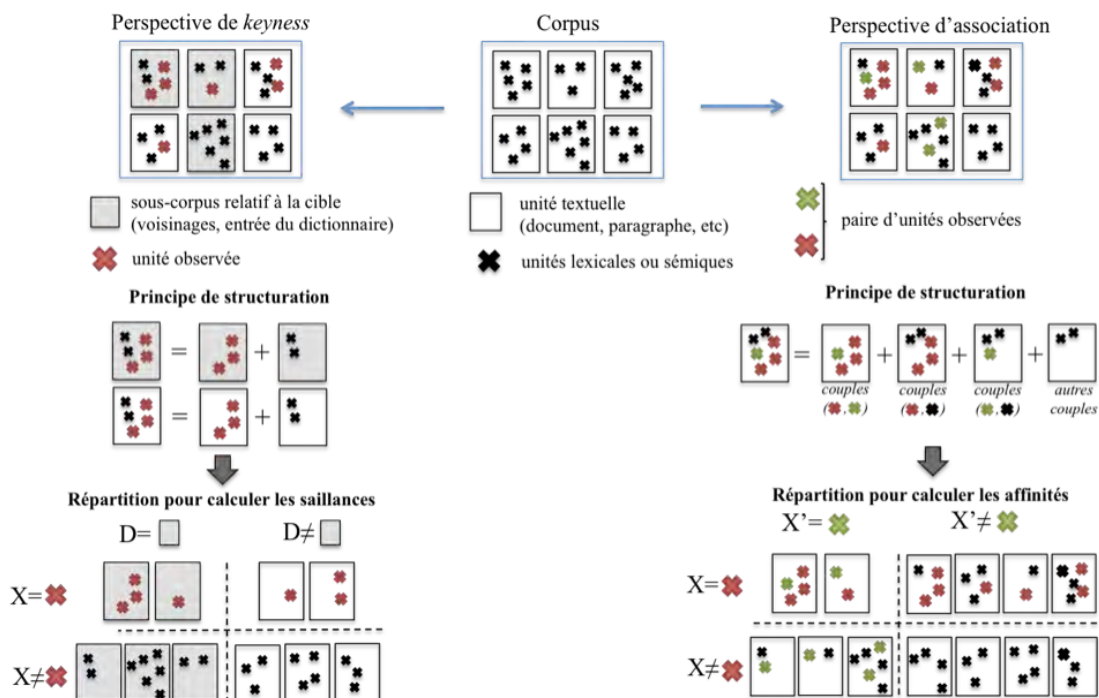 Perspective de keyness
Corpus
Perspective d'association
sous-corpus relatif à la cible
(voisinages, entrée du dictionnaire)
unité observée
unité textuelle
(document, paragraphe, etc)
unités lexicales ou sémiques
paire d'unités observées
Principe de structuration
=
+
=
+
Principe de structuration
=
+
+
+
couples
( , )
couples
( , )
couples
( , )
autres
couples
Répartition pour calculer les saillances
D=
D≠
X=
X≠
Répartition pour calculer les affinités
X'=
X'≠
X=
X≠